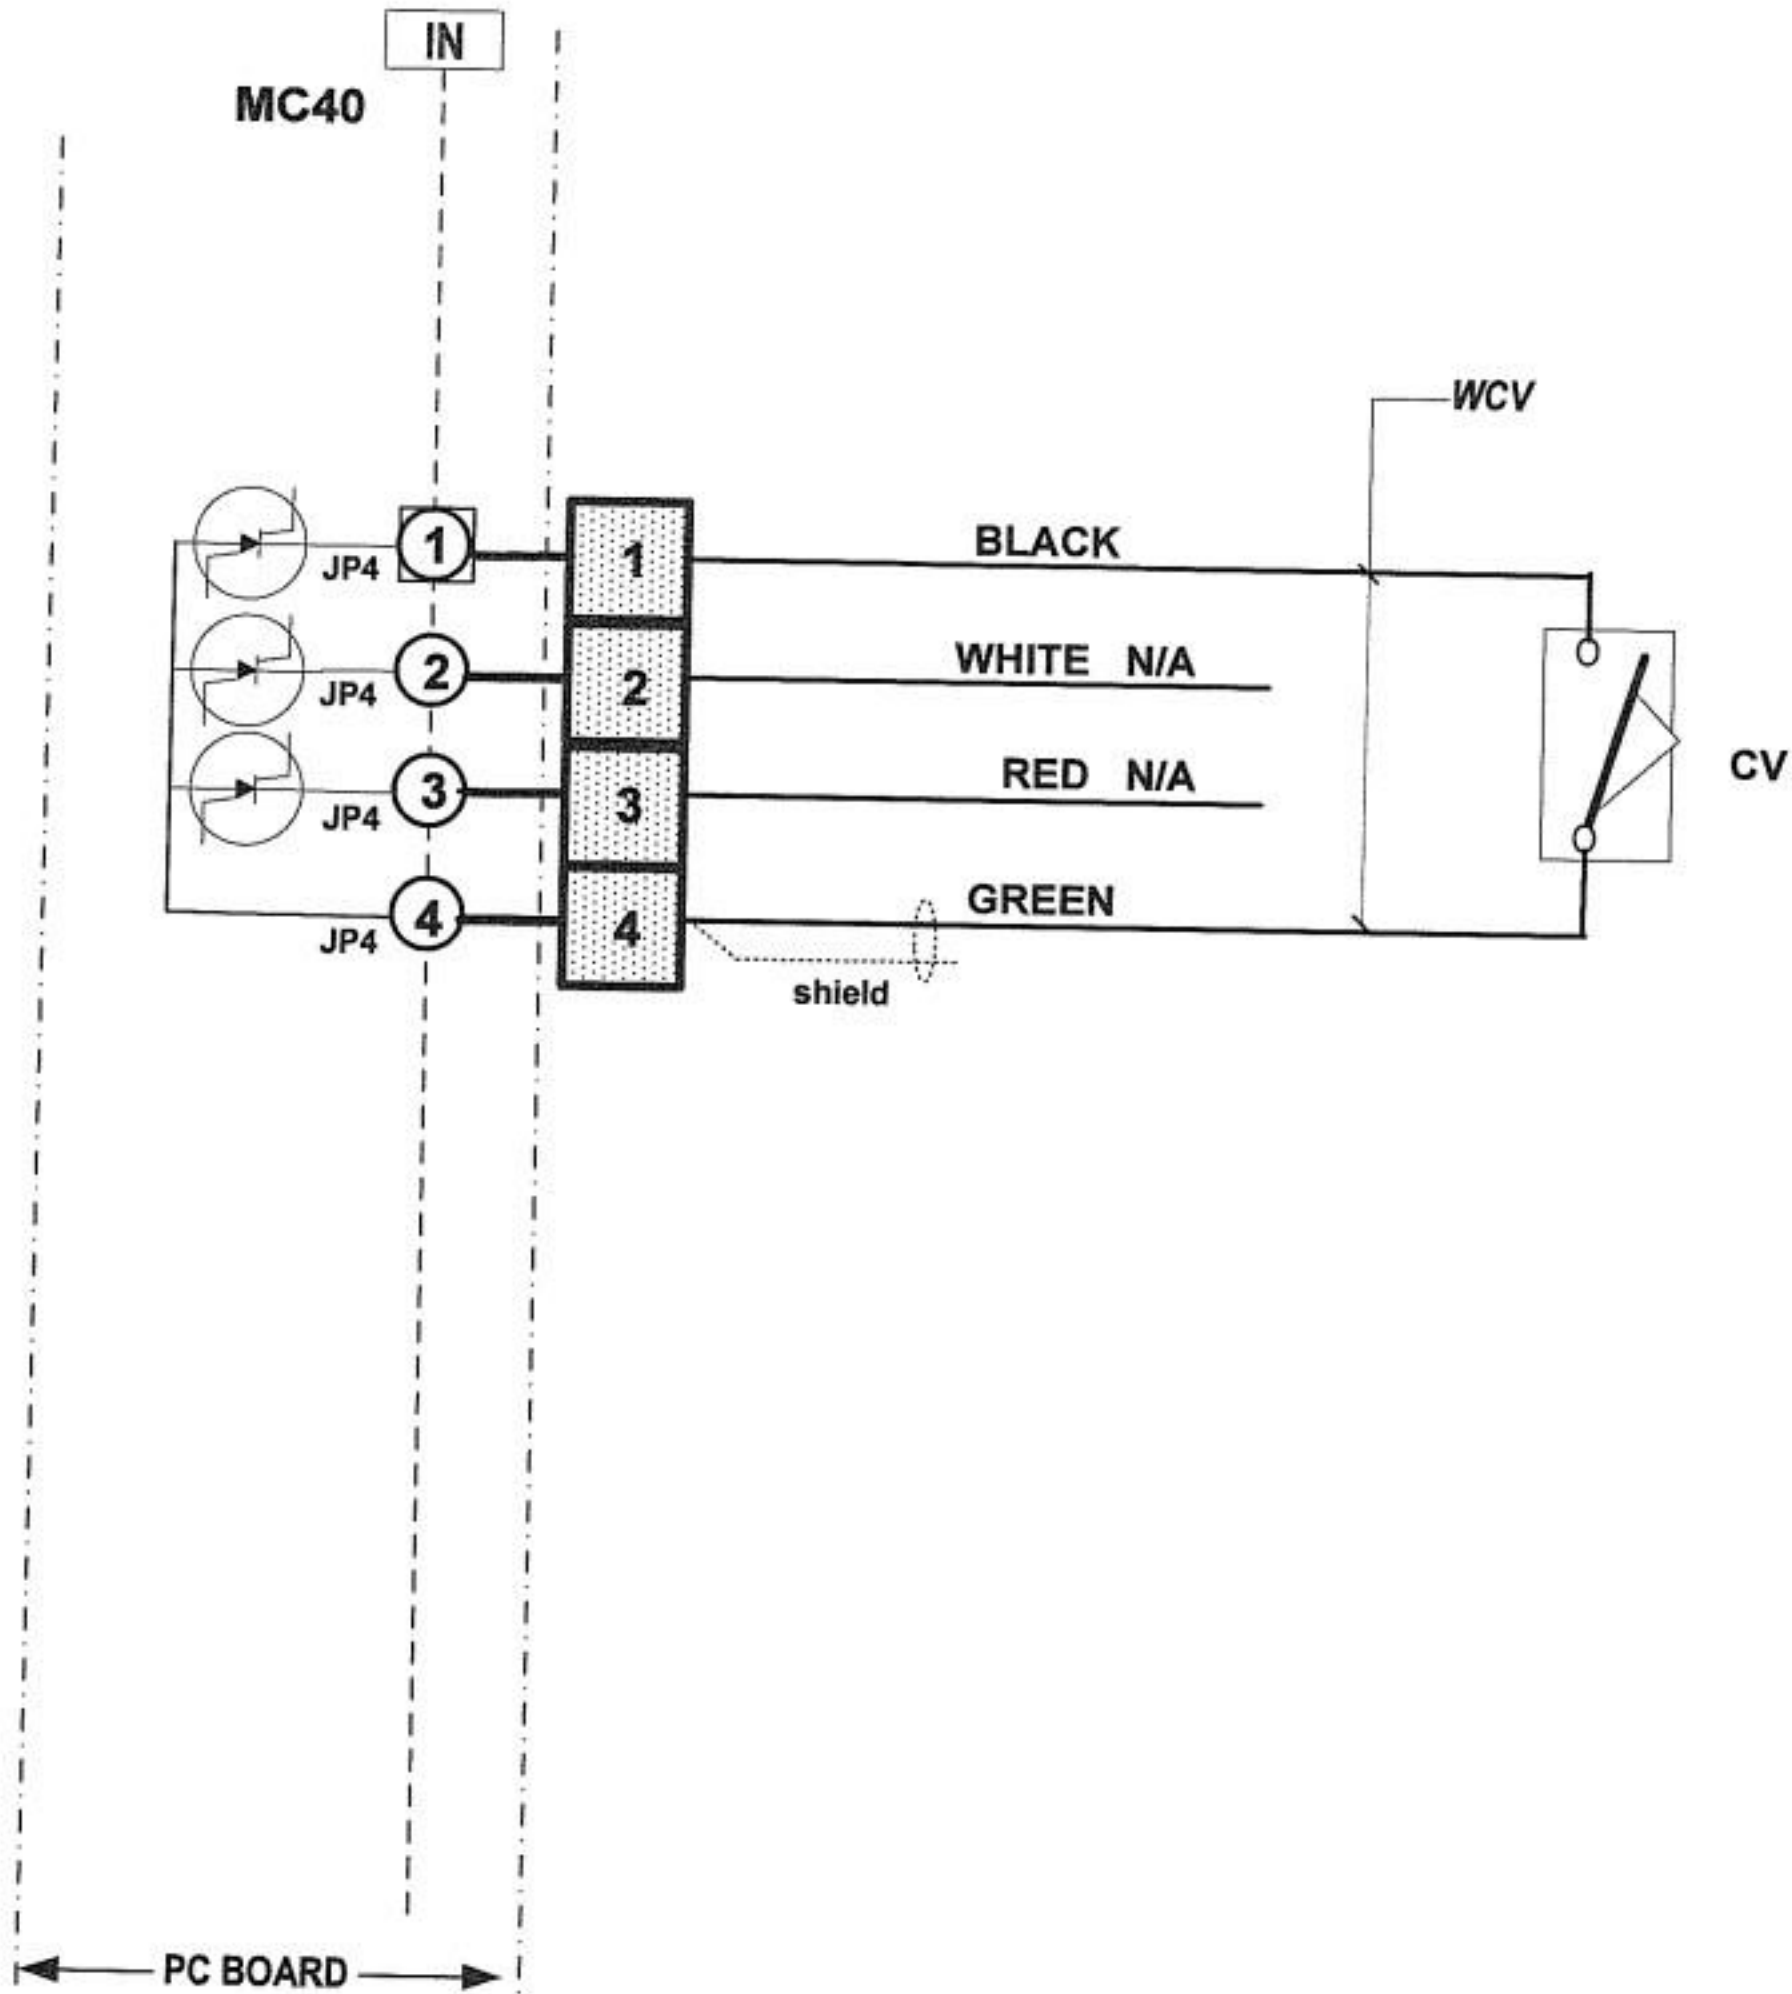 IN
MC40
WCV
JP4 1 1 BLACK
JP4 2 2 WHITE N/A
JP4 3 3 RED N/A
CV
JP4 4 4 GREEN
shield
PC BOARD